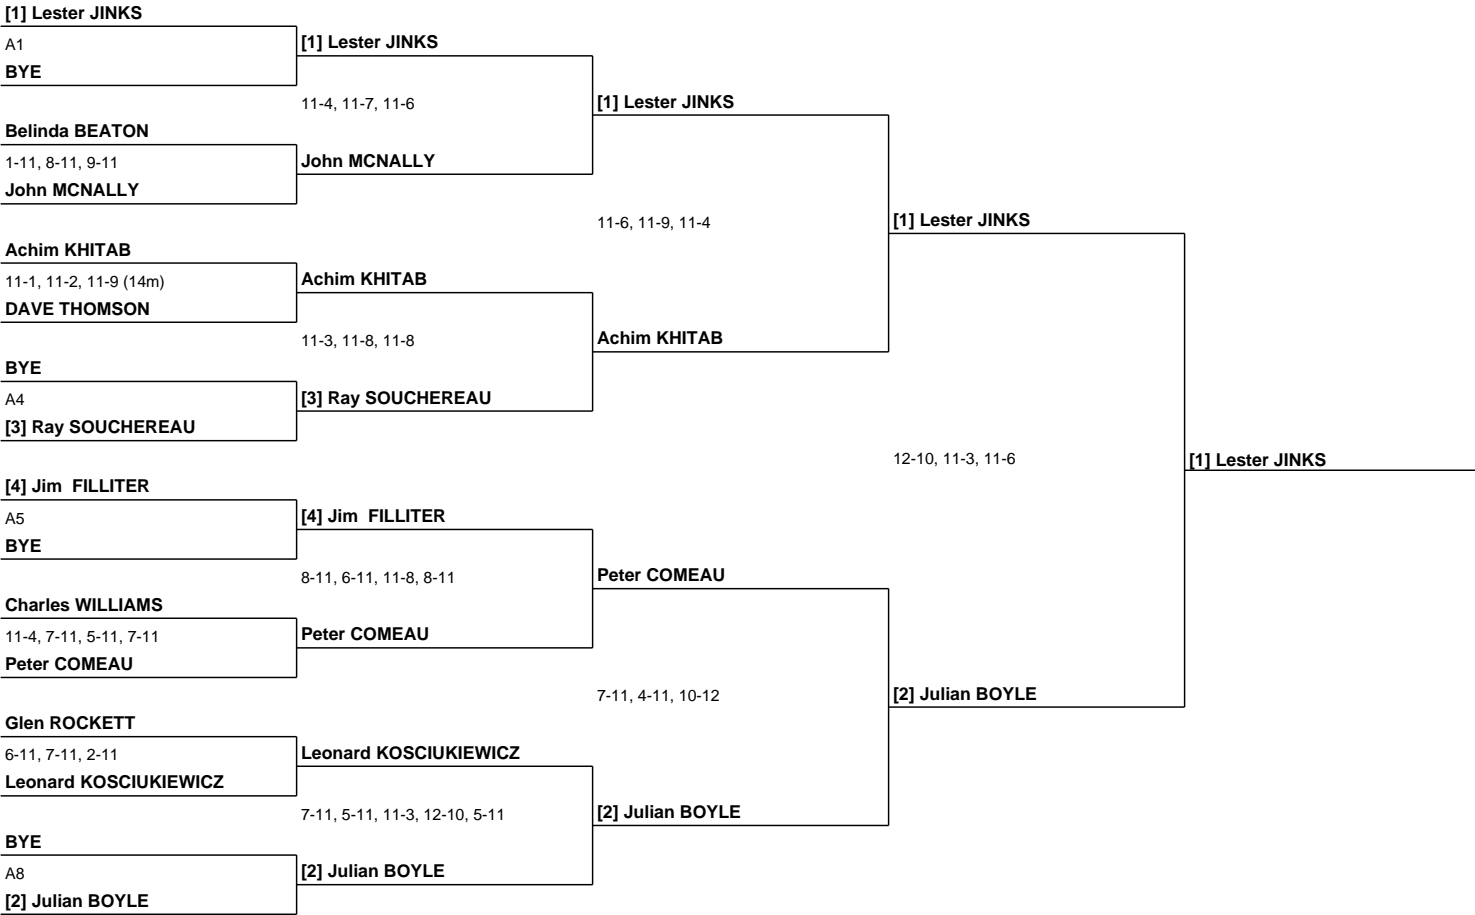 [1] Lester JINKS
A1
BYE
Belinda BEATON
1-11, 8-11, 9-11
John MCNALLY
Achim KHITAB
11-1, 11-2, 11-9 (14m)
DAVE THOMSON
BYE
A4
[3] Ray SOUCHEREAU
[4] Jim  FILLITER
A5
BYE
Charles WILLIAMS
11-4, 7-11, 5-11, 7-11
Peter COMEAU
Glen ROCKETT
6-11, 7-11, 2-11
Leonard KOSCIUKIEWICZ
BYE
A8
[2] Julian BOYLE
[1] Lester JINKS
11-4, 11-7, 11-6
John MCNALLY
Achim KHITAB
11-3, 11-8, 11-8
[3] Ray SOUCHEREAU
[4] Jim  FILLITER
8-11, 6-11, 11-8, 8-11
Peter COMEAU
Leonard KOSCIUKIEWICZ
7-11, 5-11, 11-3, 12-10, 5-11
[2] Julian BOYLE
[1] Lester JINKS
11-6, 11-9, 11-4
Achim KHITAB
Peter COMEAU
7-11, 4-11, 10-12
[2] Julian BOYLE
[1] Lester JINKS
12-10, 11-3, 11-6
[2] Julian BOYLE
[1] Lester JINKS